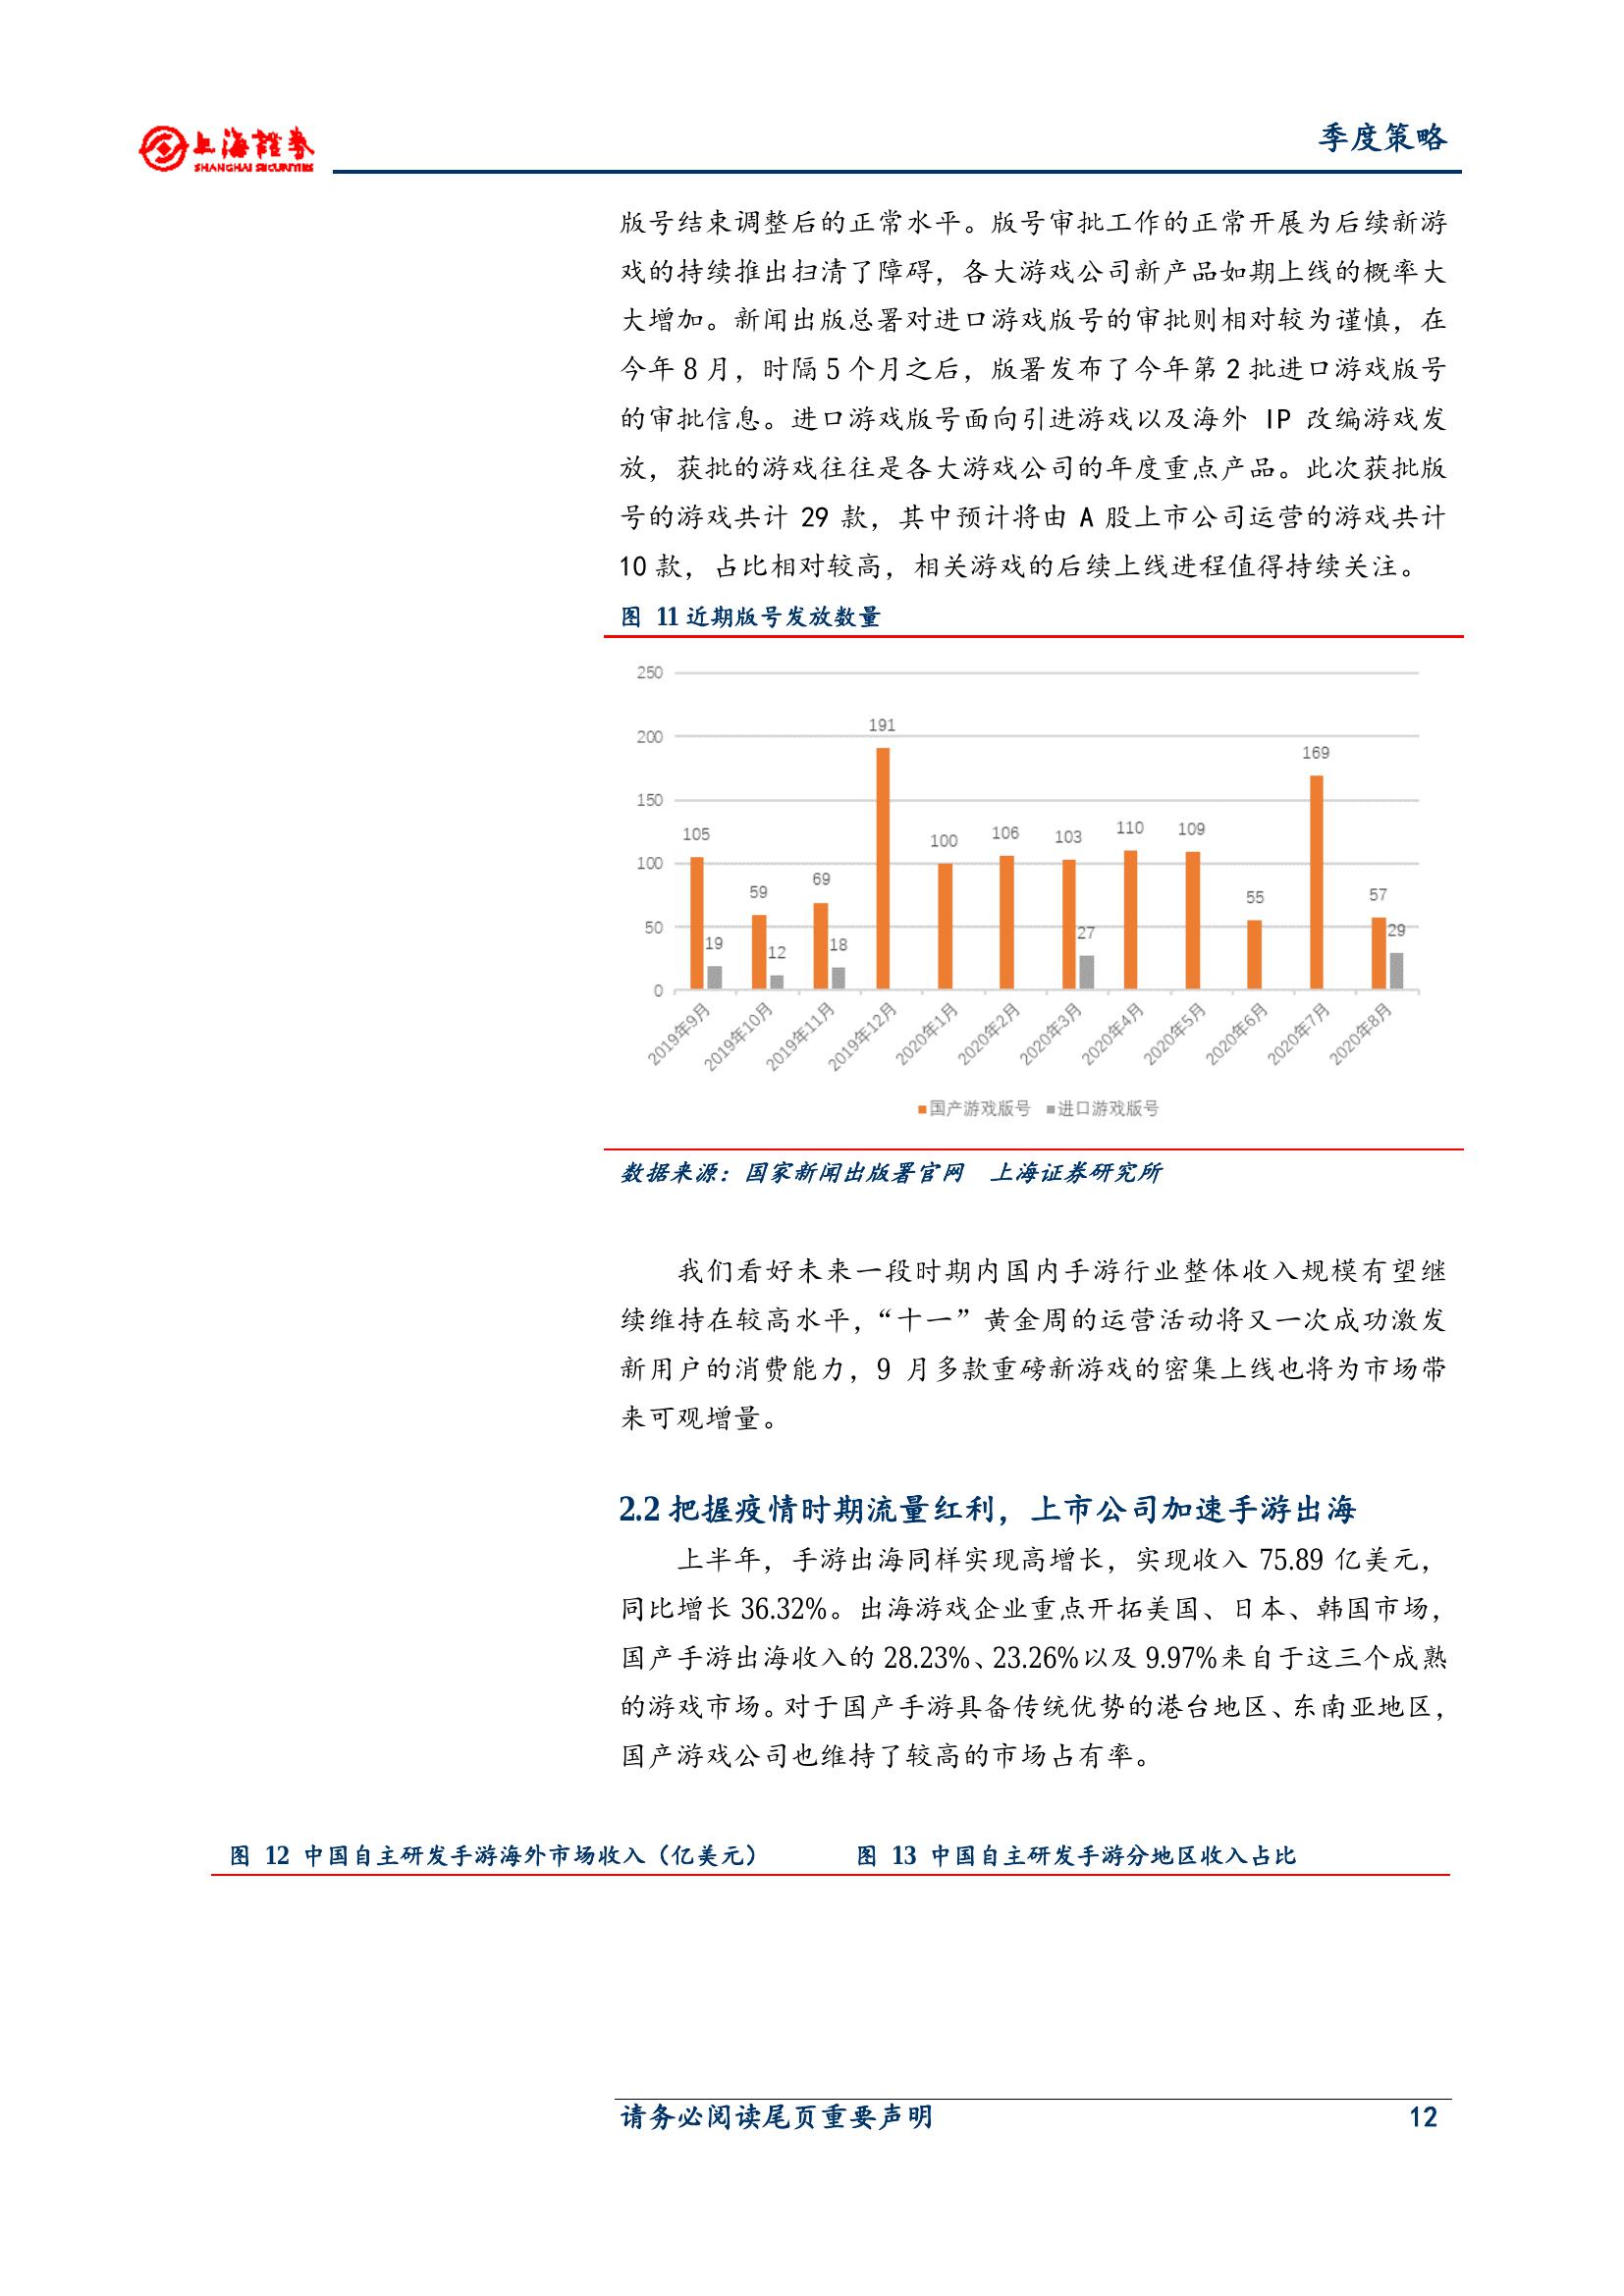 上海證券
SHANGHAI SECURITIES
季度策略
版号结束调整后的正常水平。版号审批工作的正常开展为后续新游
戏的持续推出扫清了障碍，各大游戏公司新产品如期上线的概率大
大增加。新闻出版总署对进口游戏版号的审批则相对较为谨慎，在
今年 8 月，时隔 5 个月之后，版署发布了今年第 2 批进口游戏版号
的审批信息。进口游戏版号面向引进游戏以及海外 IP 改编游戏发
放，获批的游戏往往是各大游戏公司的年度重点产品。此次获批版
号的游戏共计 29 款，其中预计将由 A 股上市公司运营的游戏共计
10 款，占比相对较高，相关游戏的后续上线进程值得持续关注。
图 11 近期版号发放数量
250
200
150
100
50
0
105
19
59
12
69
18
191
100
106
103
27
110
109
55
169
57
29
2019年9月
2019年10月
2019年11月
2019年12月
2020年1月
2020年2月
2020年3月
2020年4月
2020年5月
2020年6月
2020年7月
2020年8月
国产游戏版号 进口游戏版号
数据来源：国家新闻出版署官网 上海证券研究所
我们看好未来一段时期内国内手游行业整体收入规模有望继
续维持在较高水平，“十一”黄金周的运营活动将又一次成功激发
新用户的消费能力，9 月多款重磅新游戏的密集上线也将为市场带
来可观增量。
2.2 把握疫情时期流量红利，上市公司加速手游出海
上半年，手游出海同样实现高增长，实现收入 75.89 亿美元，
同比增长 36.32%。出海游戏企业重点开拓美国、日本、韩国市场，
国产手游出海收入的 28.23%、23.26%以及 9.97%来自于这三个成熟
的游戏市场。对于国产手游具备传统优势的港台地区、东南亚地区，
国产游戏公司也维持了较高的市场占有率。
图 12 中国自主研发手游海外市场收入（亿美元） 图 13 中国自主研发手游分地区收入占比
请务必阅读尾页重要声明 12